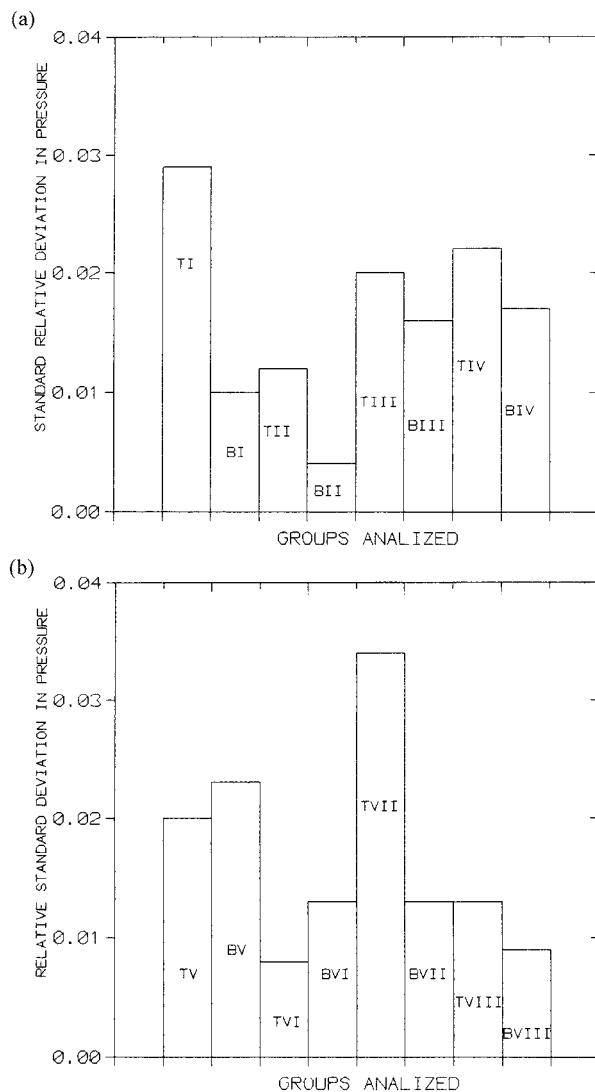 (a)
STANDARD RELATIVE DEVIATION IN PRESSURE
0.04
0.03
0.02
0.01
0.00
TI
BI
TII
BII
TIII
BIII
TIV
BIV
GROUPS ANALIZED
(b)
RELATIVE STANDARD DEVIATION IN PRESSURE
0.04
0.03
0.02
0.01
0.00
TV
BV
TVI
BVI
TVII
BVII
TVIII
BVIII
GROUPS ANALIZED